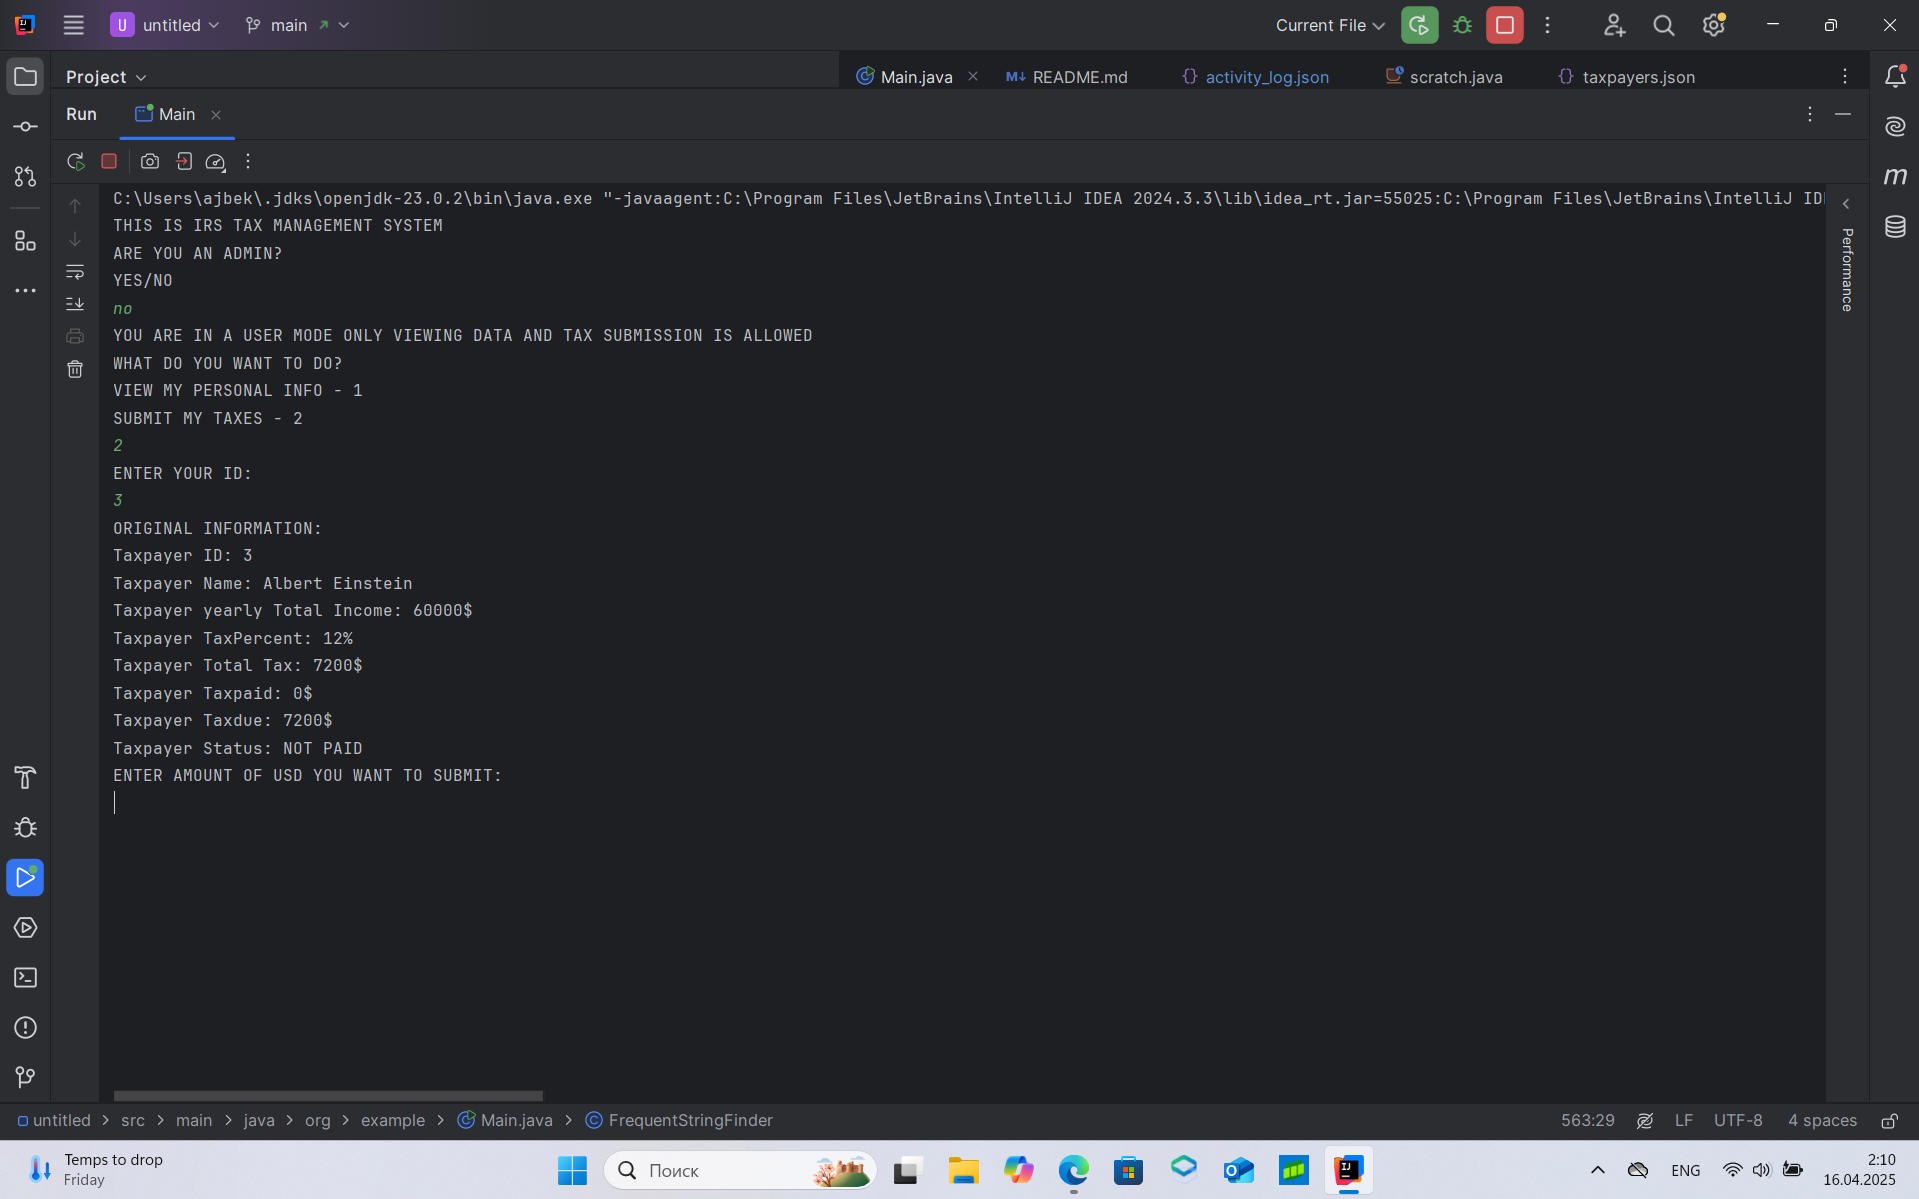 U untitled main Current File
Project Main.java README.md activity_log.json scratch.java taxpayers.json
Run Main
C:\Users\ajbek\.jdks\openjdk-23.0.2\bin\java.exe "-javaagent:C:\Program Files\JetBrains\IntelliJ IDEA 2024.3.3\lib\idea_rt.jar=55025:C:\Program Files\JetBrains\IntelliJ IDE
THIS IS IRS TAX MANAGEMENT SYSTEM
ARE YOU AN ADMIN?
YES/NO
no
YOU ARE IN A USER MODE ONLY VIEWING DATA AND TAX SUBMISSION IS ALLOWED
WHAT DO YOU WANT TO DO?
VIEW MY PERSONAL INFO - 1
SUBMIT MY TAXES - 2
2
ENTER YOUR ID:
3
ORIGINAL INFORMATION:
Taxpayer ID: 3
Taxpayer Name: Albert Einstein
Taxpayer yearly Total Income: 60000$
Taxpayer TaxPercent: 12%
Taxpayer Total Tax: 7200$
Taxpayer Taxpaid: 0$
Taxpayer Taxdue: 7200$
Taxpayer Status: NOT PAID
ENTER AMOUNT OF USD YOU WANT TO SUBMIT:
Performance
untitled > src > main > java > org > example > Main.java > FrequentStringFinder 563:29 LF UTF-8 4 spaces
Temps to drop
Friday
Поиск
ENG
2:10
16.04.2025